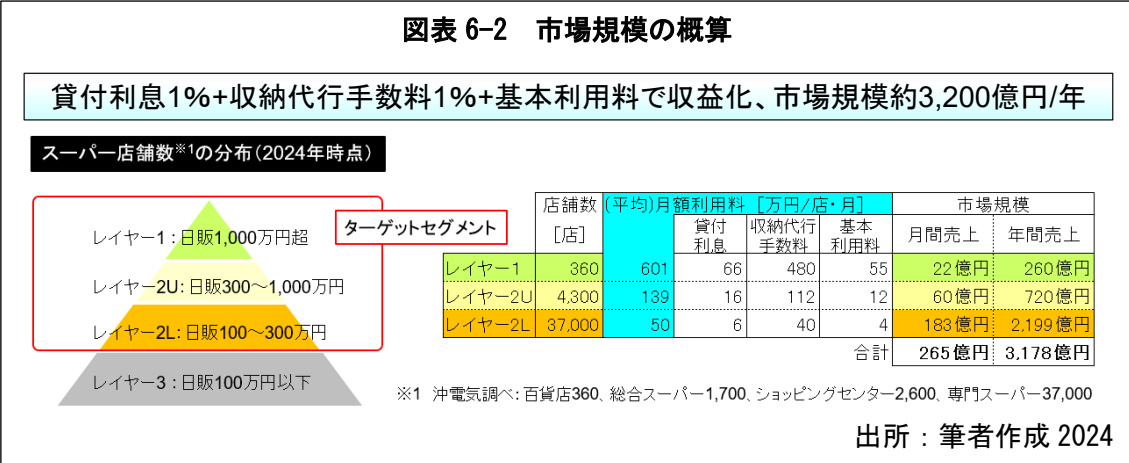 図表 6-2　市場規模の概算
貸付利息1%+収納代行手数料1%+基本利用料で収益化、市場規模約3,200億円/年
スーパー店舗数※1の分布(2024年時点)
ターゲットセグメント
レイヤー1:日販1,000万円超
レイヤー2U:日販300～1,000万円
レイヤー2L:日販100～300万円
レイヤー3:日販100万円以下
店舗数 (平均)月額利用料 [万円/店・月] 市場規模
[店] 貸付利息 収納代行手数料 基本利用料 月間売上 年間売上
レイヤー1 360 601 66 480 55 22億円 260億円
レイヤー2U 4,300 139 16 112 12 60億円 720億円
レイヤー2L 37,000 50 6 40 4 183億円 2,199億円
合計 265億円 3,178億円
※1 沖電気調べ:百貨店360、総合スーパー1,700、ショッピングセンター2,600、専門スーパー37,000
出所：筆者作成 2024